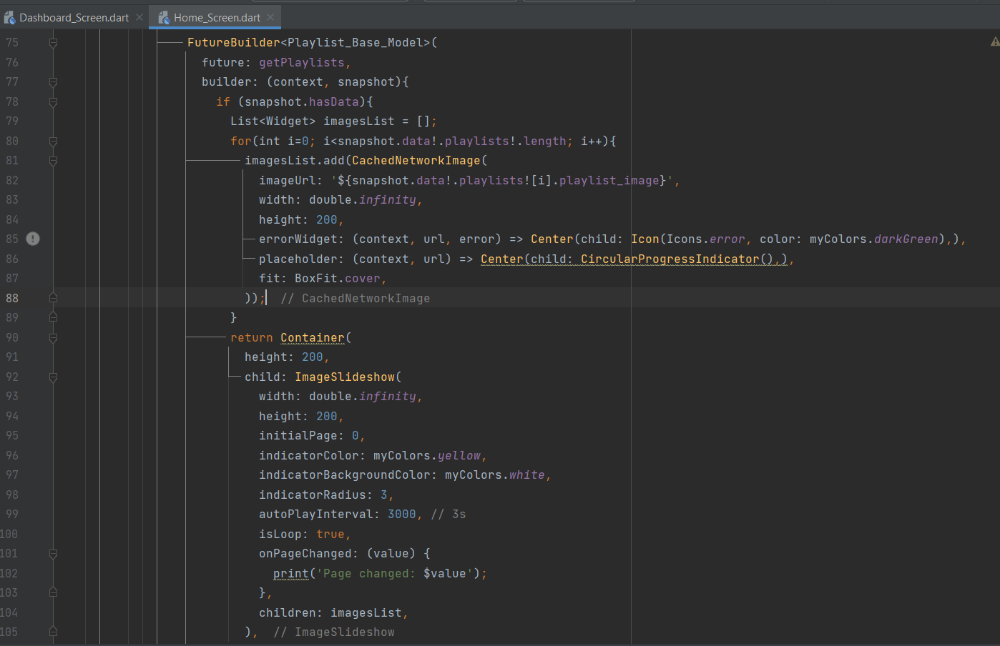 Dashboard_Screen.dart × Home_Screen.dart ×
75 FutureBuilder<Playlist_Base_Model>(
76 future: getPlaylists,
77 builder: (context, snapshot){
78 if (snapshot.hasData){
79 List<Widget> imagesList = [];
80 for(int i=0; i<snapshot.data!.playlists!.length; i++){
81 imagesList.add(CachedNetworkImage(
82 imageUrl: '${snapshot.data!.playlists![i].playlist_image}',
83 width: double.infinity,
84 height: 200,
85 errorWidget: (context, url, error) => Center(child: Icon(Icons.error, color: myColors.darkGreen),),
86 placeholder: (context, url) => Center(child: CircularProgressIndicator(),),
87 fit: BoxFit.cover,
88 )); // CachedNetworkImage
89 }
90 return Container(
91 height: 200,
92 child: ImageSlideshow(
93 width: double.infinity,
94 height: 200,
95 initialPage: 0,
96 indicatorColor: myColors.yellow,
97 indicatorBackgroundColor: myColors.white,
98 indicatorRadius: 3,
99 autoPlayInterval: 3000, // 3s
100 isLoop: true,
101 onPageChanged: (value) {
102 print('Page changed: $value');
103 },
104 children: imagesList,
105 ), // ImageSlideshow